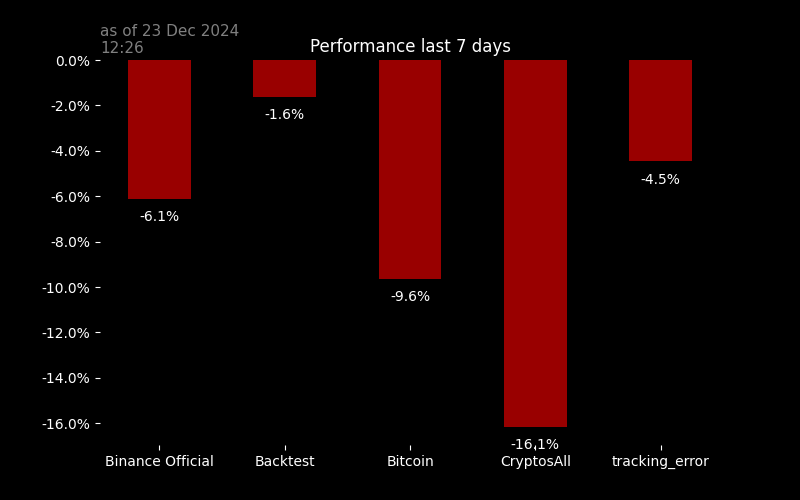 as of 23 Dec 2024
12:26
Performance last 7 days
0.0%
-2.0%
-4.0%
-6.0%
-8.0%
-10.0%
-12.0%
-14.0%
-16.0%
-6.1%
-1.6%
-9.6%
-16.1%
-4.5%
Binance Official
Backtest
Bitcoin
CryptosAll
tracking_error